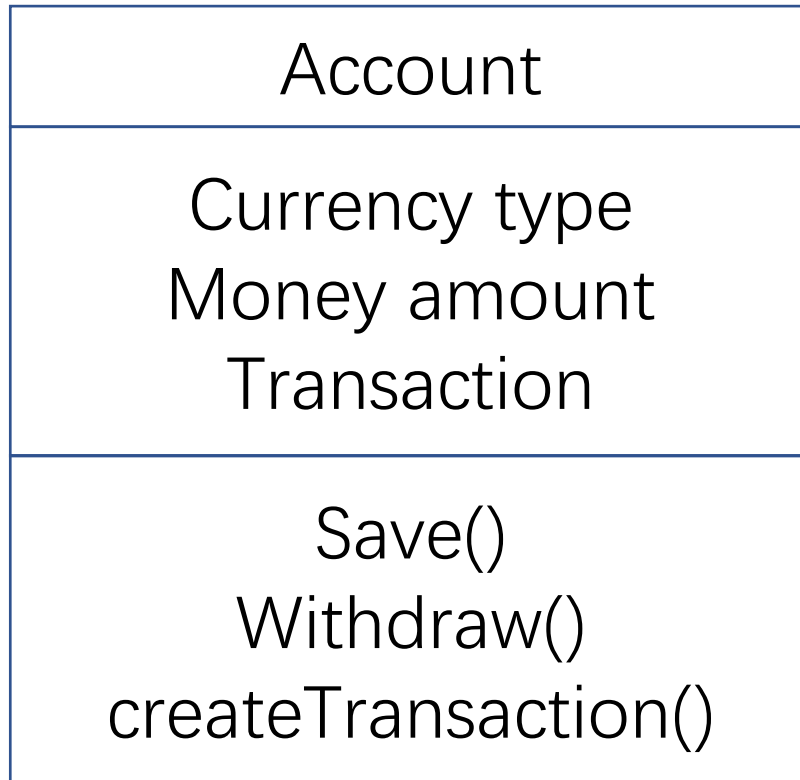 Account
Currency type
Money amount
Transaction
Save()
Withdraw()
createTransaction()